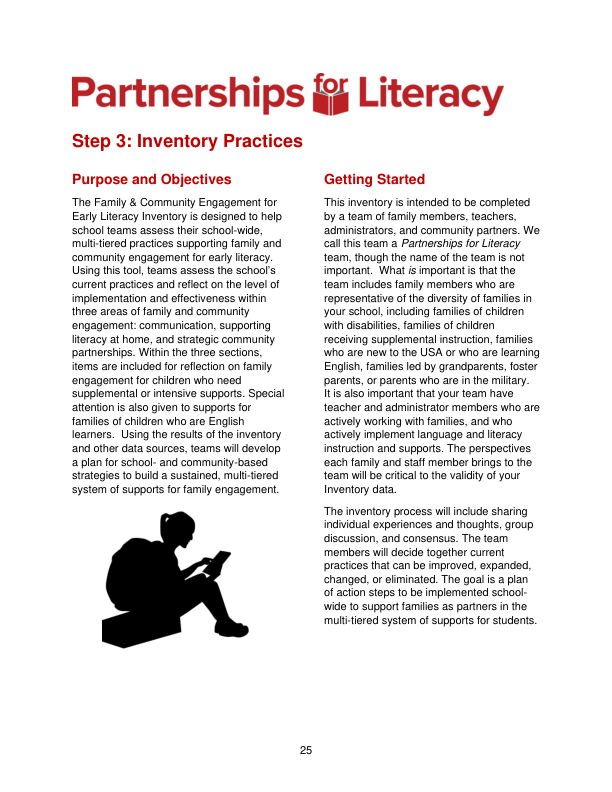 Partnerships for Literacy
Step 3: Inventory Practices
Purpose and Objectives
The Family & Community Engagement for
Early Literacy Inventory is designed to help
school teams assess their school-wide,
multi-tiered practices supporting family and
community engagement for early literacy.
Using this tool, teams assess the school’s
current practices and reflect on the level of
implementation and effectiveness within
three areas of family and community
engagement: communication, supporting
literacy at home, and strategic community
partnerships. Within the three sections,
items are included for reflection on family
engagement for children who need
supplemental or intensive supports. Special
attention is also given to supports for
families of children who are English
learners.  Using the results of the inventory
and other data sources, teams will develop
a plan for school- and community-based
strategies to build a sustained, multi-tiered
system of supports for family engagement.
Getting Started
This inventory is intended to be completed
by a team of family members, teachers,
administrators, and community partners. We
call this team a Partnerships for Literacy
team, though the name of the team is not
important.  What is important is that the
team includes family members who are
representative of the diversity of families in
your school, including families of children
with disabilities, families of children
receiving supplemental instruction, families
who are new to the USA or who are learning
English, families led by grandparents, foster
parents, or parents who are in the military.
It is also important that your team have
teacher and administrator members who are
actively working with families, and who
actively implement language and literacy
instruction and supports. The perspectives
each family and staff member brings to the
team will be critical to the validity of your
Inventory data.
The inventory process will include sharing
individual experiences and thoughts, group
discussion, and consensus. The team
members will decide together current
practices that can be improved, expanded,
changed, or eliminated. The goal is a plan
of action steps to be implemented school-
wide to support families as partners in the
multi-tiered system of supports for students.
25